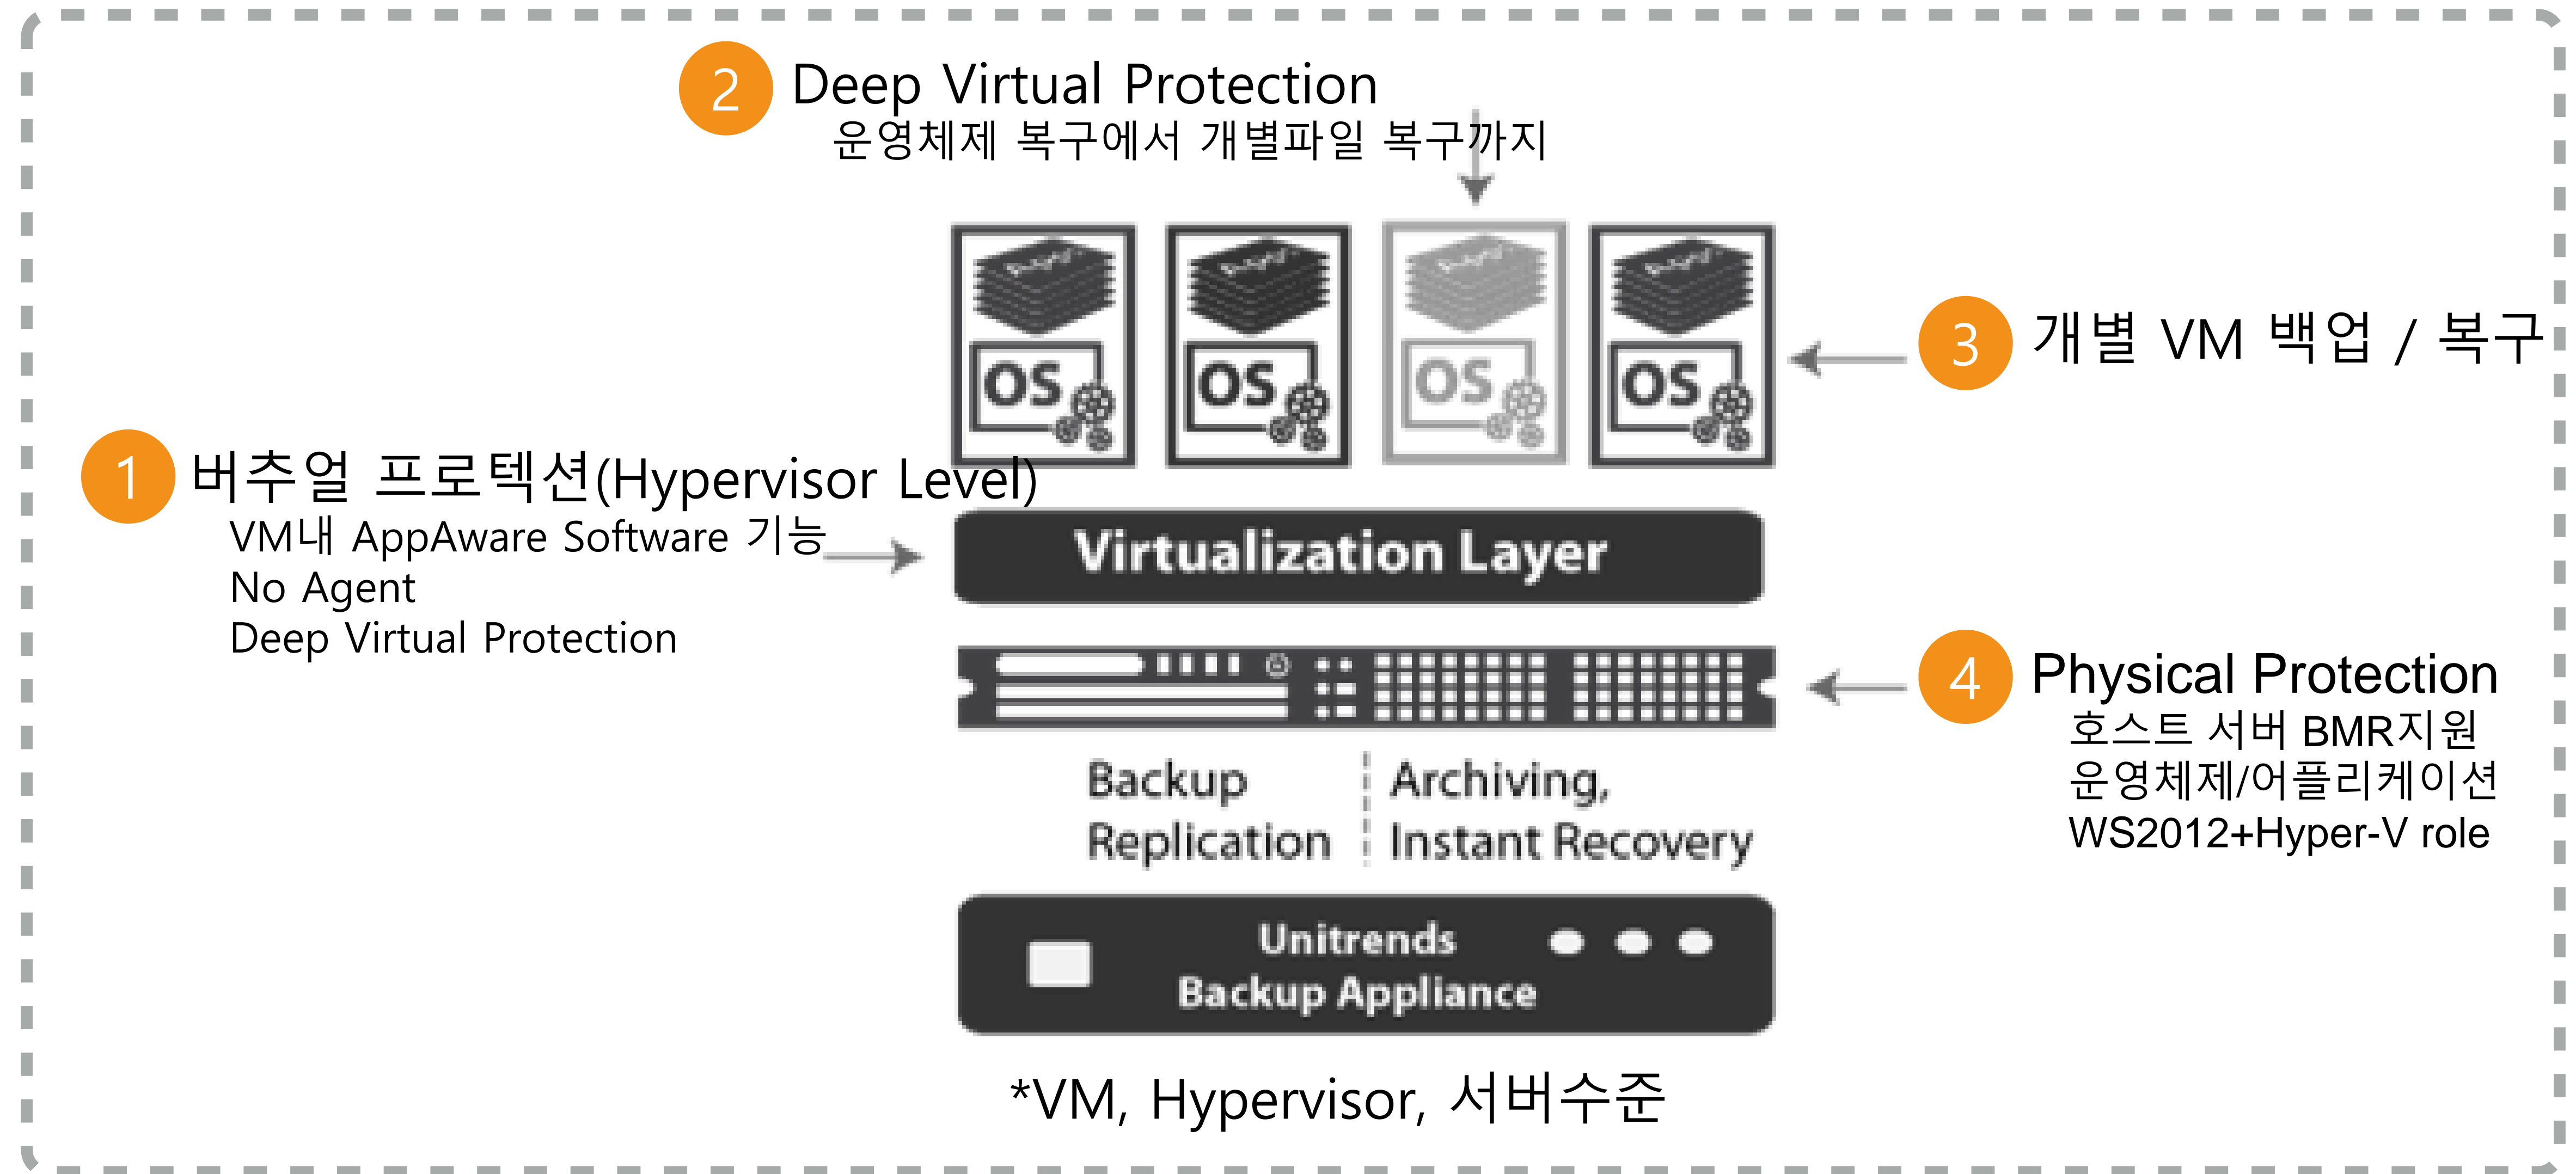 2 Deep Virtual Protection
운영체제 복구에서 개별파일 복구까지
OS OS OS OS
3 개별 VM 백업 / 복구
1 버추얼 프로텍션(Hypervisor Level)
VM내 AppAware Software 기능
No Agent
Deep Virtual Protection
Virtualization Layer
4 Physical Protection
호스트 서버 BMR지원
운영체제/어플리케이션
WS2012+Hyper-V role
Backup
Replication
Archiving,
Instant Recovery
Unitrends
Backup Appliance
*VM, Hypervisor, 서버수준